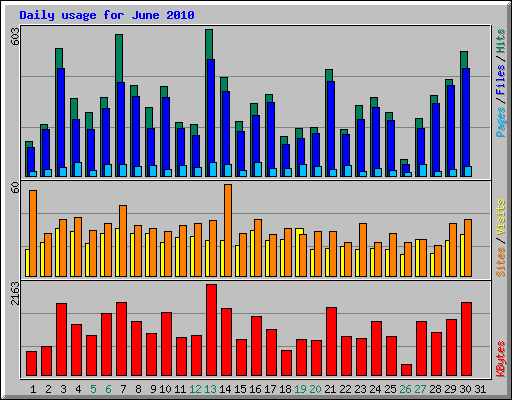 Daily usage for June 2010
603
Pages / Files / Hits
60
Sites / Visits
2163
KBytes
1 2 3 4 5 6 7 8 9 10 11 12 13 14 15 16 17 18 19 20 21 22 23 24 25 26 27 28 29 30 31